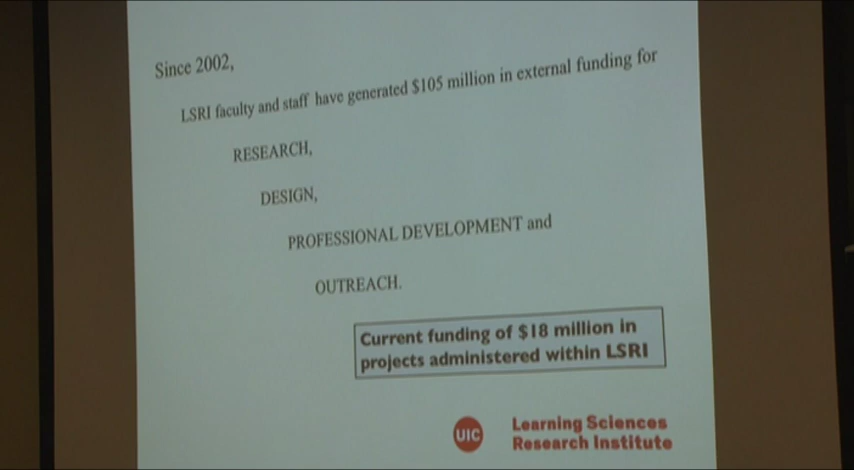 Since 2002,
LSRI faculty and staff have generated $105 million in external funding for
RESEARCH,
DESIGN,
PROFESSIONAL DEVELOPMENT and
OUTREACH.
Current funding of $18 million in
projects administered within LSRI
UIC
Learning Sciences
Research Institute